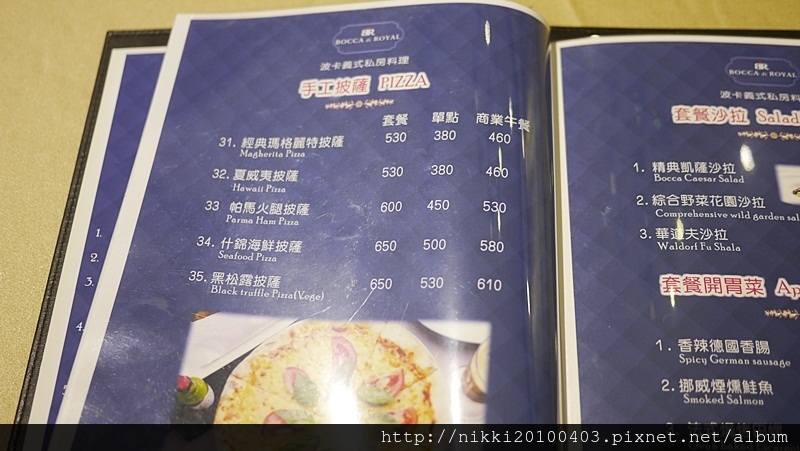 BR
BOCCA di ROYAL
波卡義式私房料理
手工披薩 PIZZA
套餐 單點 商業午餐
31. 經典瑪格麗特披薩 530 380 460
Magherita Pizza
32. 夏威夷披薩 530 380 460
Hawaii Pizza
33 帕馬火腿披薩 600 450 530
Parma Ham Pizza
34. 什錦海鮮披薩 650 500 580
Seafood Pizza
35. 黑松露披薩 650 530 610
Black truffle Pizza(Vege)
1.
2.
3.
BR
BOCCA di ROYAL
波卡義式私房料
套餐沙拉 Salad
1. 精典凱薩沙拉
Bocca Caesar Salad
2. 綜合野菜花園沙拉
Comprehensive wild garden sal
3. 華道夫沙拉
Waldorf Fu Shala
套餐開胃菜 Ap
1. 香辣德國香腸
Spicy German sausage
2. 挪威煙燻鮭魚
Smoked Salmon
http://nikki20100403.pixnet.net/album